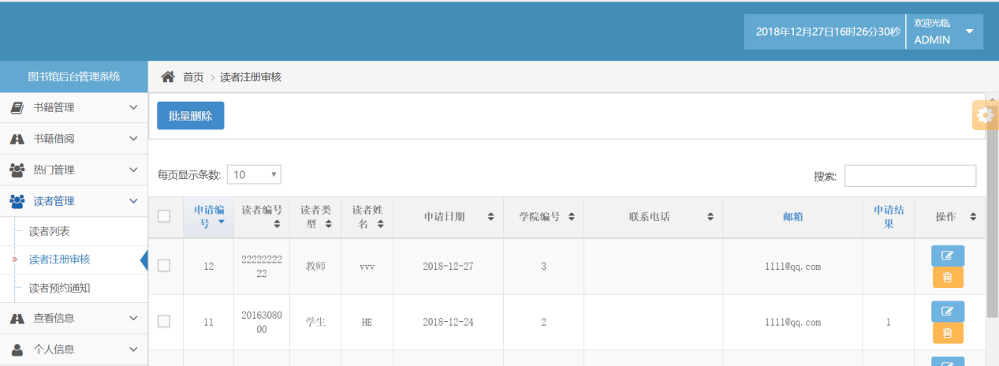 2018年12月27日16时26分30秒
欢迎光临,
ADMIN
图书馆后台管理系统
首页 > 读者注册审核
书籍管理
批量删除
书籍借阅
热门管理
读者管理
读者列表
读者注册审核
读者预约通知
查看信息
个人信息
每页显示条数: 10
搜索:
申请编
号
读者编号
读者类
型
读者姓
名
申请日期
学院编号
联系电话
邮箱
申请结
果
操作
12
22222222
22
教师
vvv
2018-12-27
3
1111@qq.com
11
20163080
00
学生
HE
2018-12-24
2
1111@qq.com
1